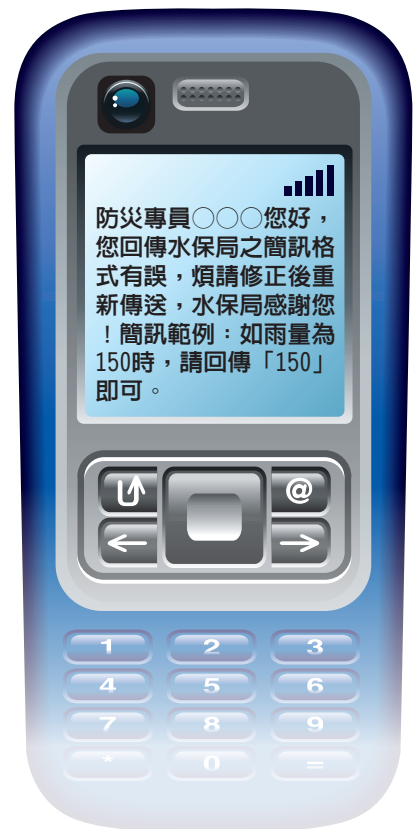 防災專員○○○您好，
您回傳水保局之簡訊格
式有誤，煩請修正後重
新傳送，水保局感謝您
！簡訊範例：如雨量為
150時，請回傳「150」
即可。
@
1 2 3
4 5 6
7 8 9
* 0 =